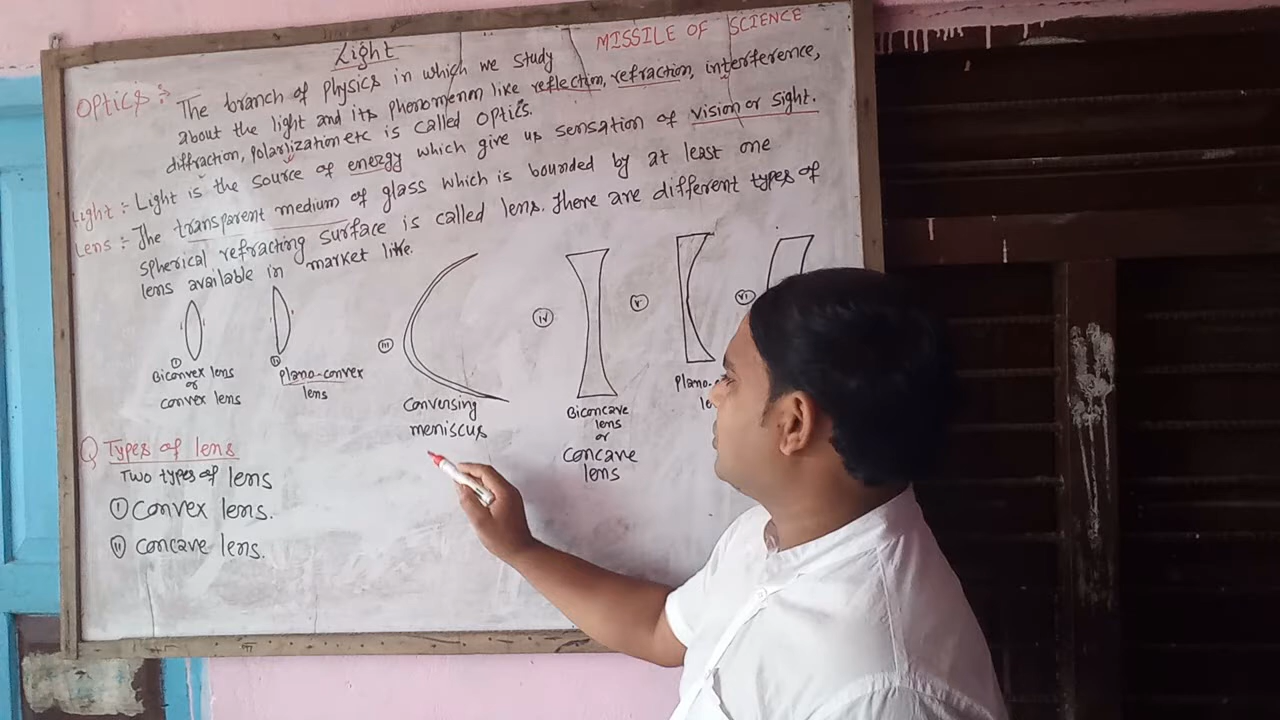 Light
MISSILE OF SCIENCE
Optics :- The branch of physics in which we study
about the light and its phenomenon like reflection, refraction, interference,
diffraction, polarization etc is called optics.
Light :- Light is the source of energy which give us sensation of vision or sight.
Lens :- The transparent medium of glass which is bounded by at least one
spherical refracting surface is called lens. There are different types of
lens available in market like.
(i)
Biconvex lens
or
convex lens
(ii)
Plano-convex
lens
(iii)
Conversing
meniscus
(iv)
Biconcave
lens
or
Concave
lens
(v)
Plano-
(vi)
Q Types of lens
Two types of lens
(i) Convex lens.
(ii) Concave lens.